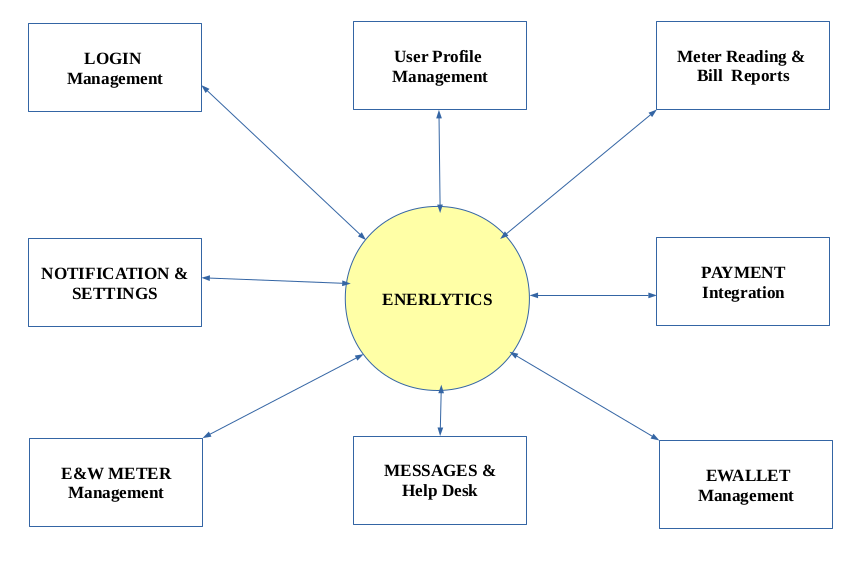 LOGIN
Management
User Profile
Management
Meter Reading &
Bill Reports
NOTIFICATION &
SETTINGS
ENERLYTICS
PAYMENT
Integration
E&W METER
Management
MESSAGES &
Help Desk
EWALLET
Management